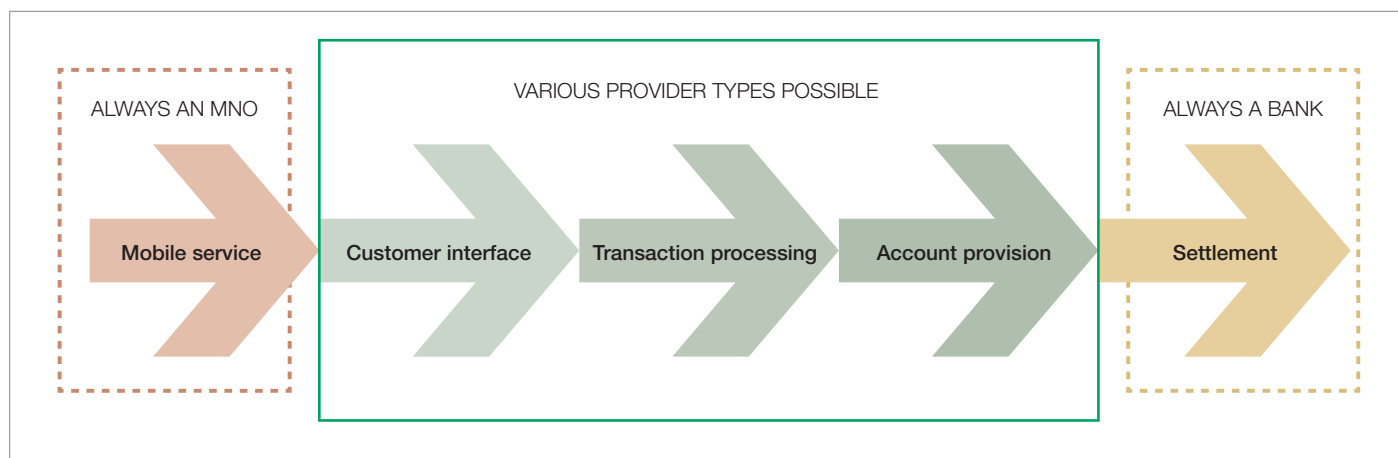 ALWAYS AN MNO
VARIOUS PROVIDER TYPES POSSIBLE
ALWAYS A BANK
Mobile service
Customer interface
Transaction processing
Account provision
Settlement